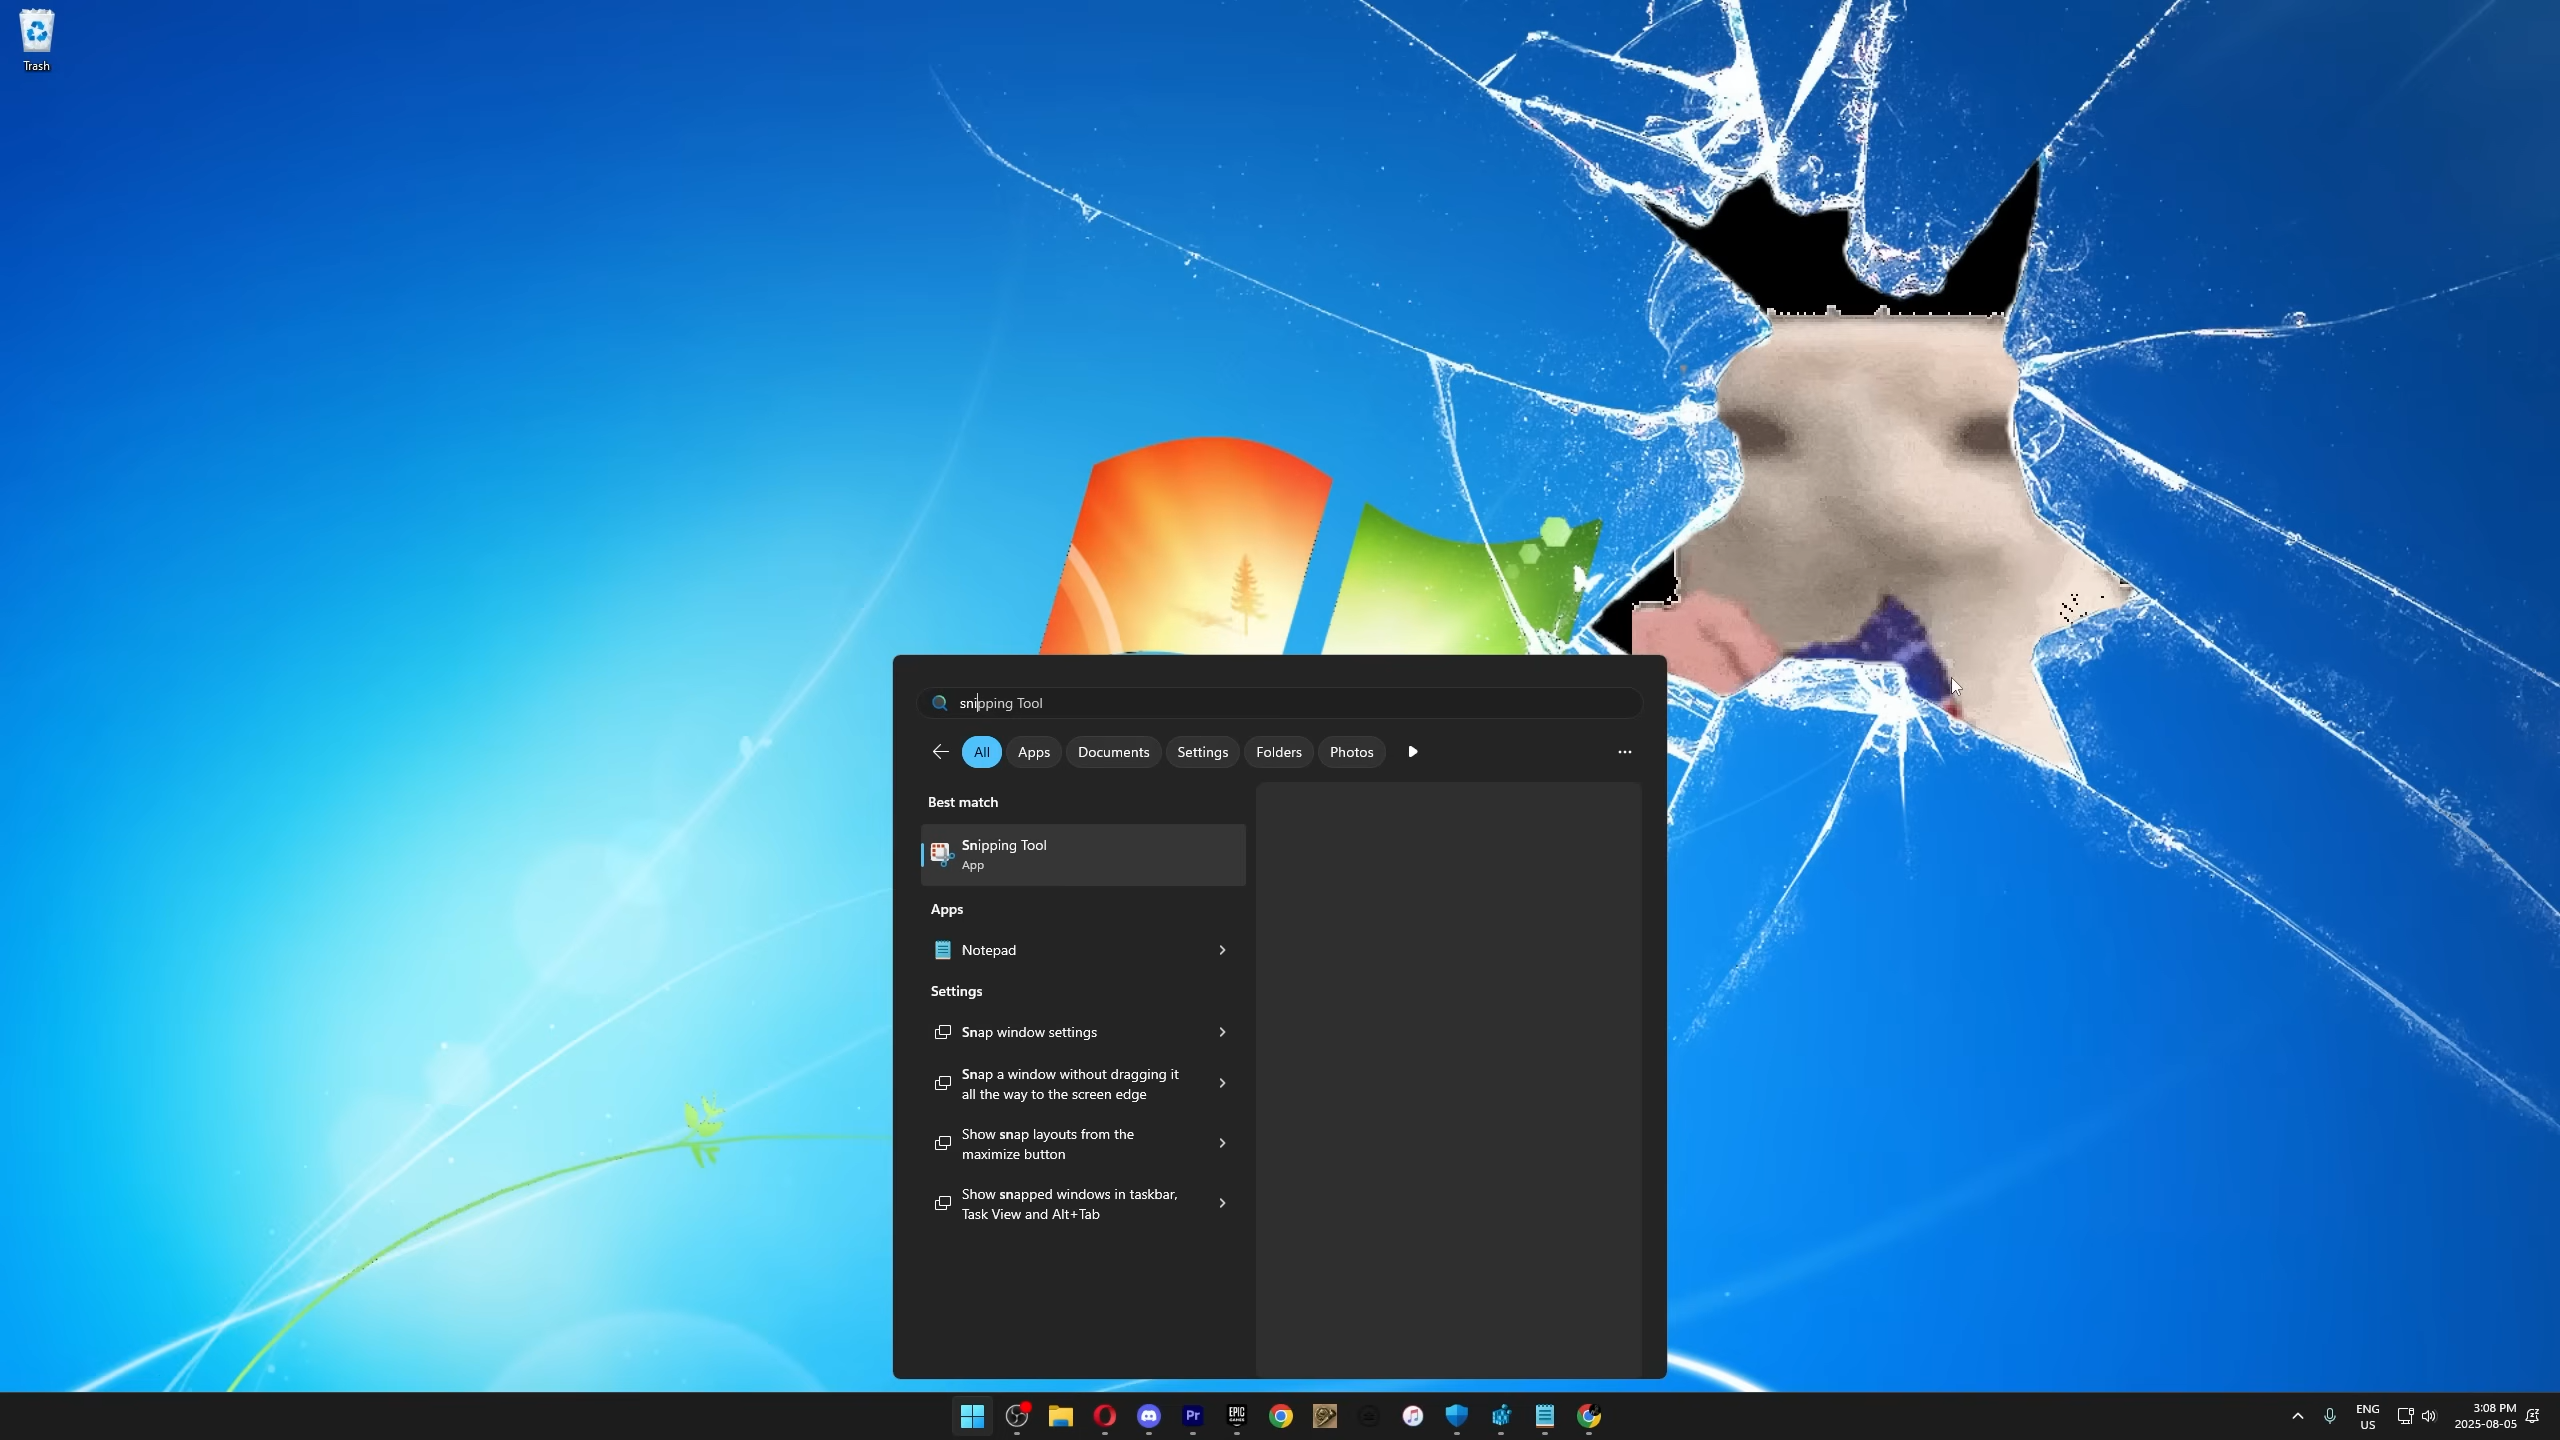 Trash
snipping Tool
All
Apps
Documents
Settings
Folders
Photos
Best match
Snipping Tool
App
Apps
Notepad
Settings
Snap window settings
Snap a window without dragging it
all the way to the screen edge
Show snap layouts from the
maximize button
Show snapped windows in taskbar,
Task View and Alt+Tab
Pr
EPIC
GAMES
ENG
US
3:08 PM
2025-08-05